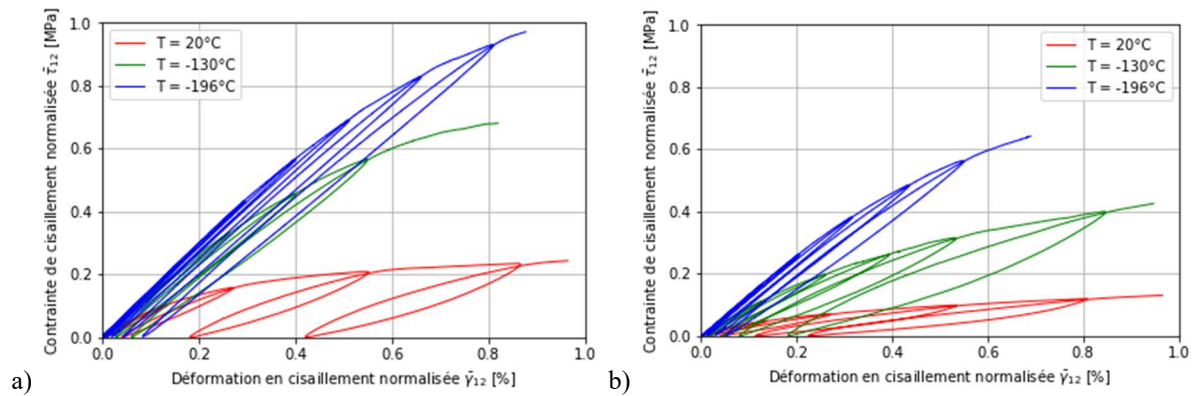 a)
Contrainte de cisaillement normalisée τ̄₁₂ [MPa]
1.0
0.8
0.6
0.4
0.2
0.0
T = 20°C
T = -130°C
T = -196°C
0.0 0.2 0.4 0.6 0.8 1.0
Déformation en cisaillement normalisée γ̄₁₂ [%]
b)
Contrainte de cisaillement normalisée τ̄₁₂ [MPa]
1.0
0.8
0.6
0.4
0.2
0.0
T = 20°C
T = -130°C
T = -196°C
0.0 0.2 0.4 0.6 0.8 1.0
Déformation en cisaillement normalisée γ̄₁₂ [%]